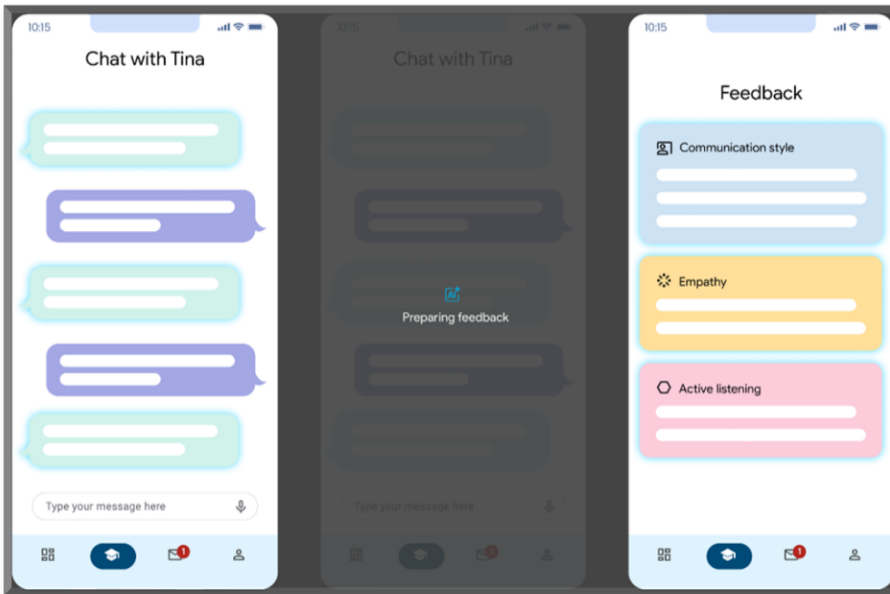 10:15
Chat with Tina
Type your message here
1
10:15
Chat with Tina
AI
Preparing feedback
Type your message here
1
10:15
Feedback
Communication style
Empathy
Active listening
1